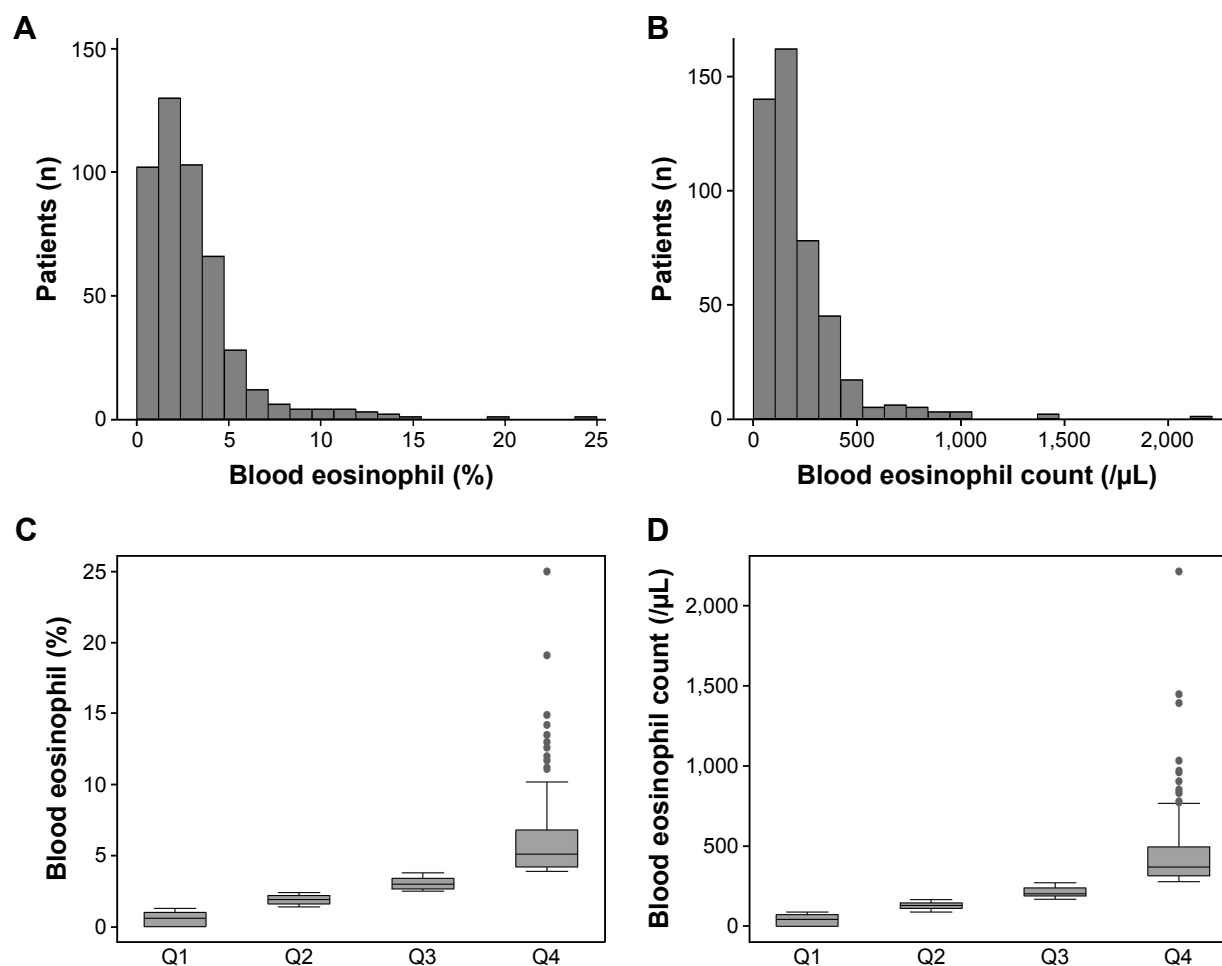 A
150
100
50
0
Patients (n)
0 5 10 15 20 25
Blood eosinophil (%)
B
150
100
50
0
Patients (n)
0 500 1,000 1,500 2,000
Blood eosinophil count (/µL)
C
25
20
15
10
5
0
Blood eosinophil (%)
Q1 Q2 Q3 Q4
D
2,000
1,500
1,000
500
0
Blood eosinophil count (/µL)
Q1 Q2 Q3 Q4